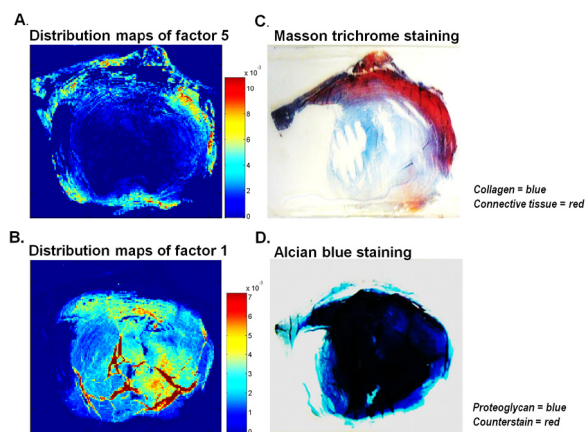 A.
Distribution maps of factor 5
x 10⁻³
10
8
6
4
2
0
C.
Masson trichrome staining
Collagen = blue
Connective tissue = red
B.
Distribution maps of factor 1
x 10⁻³
7
6
5
4
3
2
1
0
D.
Alcian blue staining
Proteoglycan = blue
Counterstain = red